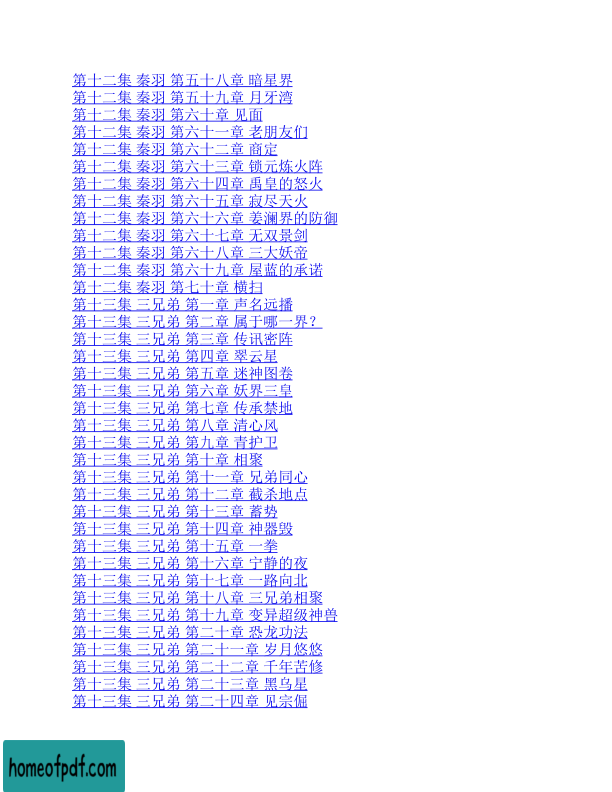 第十二集 秦羽 第五十八章 暗星界
第十二集 秦羽 第五十九章 月牙湾
第十二集 秦羽 第六十章 见面
第十二集 秦羽 第六十一章 老朋友们
第十二集 秦羽 第六十二章 商定
第十二集 秦羽 第六十三章 锁元炼火阵
第十二集 秦羽 第六十四章 禹皇的怒火
第十二集 秦羽 第六十五章 寂尽天火
第十二集 秦羽 第六十六章 姜澜界的防御
第十二集 秦羽 第六十七章 无双景剑
第十二集 秦羽 第六十八章 三大妖帝
第十二集 秦羽 第六十九章 屋蓝的承诺
第十二集 秦羽 第七十章 横扫
第十三集 三兄弟 第一章 声名远播
第十三集 三兄弟 第二章 属于哪一界？
第十三集 三兄弟 第三章 传讯密阵
第十三集 三兄弟 第四章 翠云星
第十三集 三兄弟 第五章 迷神图卷
第十三集 三兄弟 第六章 妖界三皇
第十三集 三兄弟 第七章 传承禁地
第十三集 三兄弟 第八章 清心风
第十三集 三兄弟 第九章 青护卫
第十三集 三兄弟 第十章 相聚
第十三集 三兄弟 第十一章 兄弟同心
第十三集 三兄弟 第十二章 截杀地点
第十三集 三兄弟 第十三章 蓄势
第十三集 三兄弟 第十四章 神器毁
第十三集 三兄弟 第十五章 一拳
第十三集 三兄弟 第十六章 宁静的夜
第十三集 三兄弟 第十七章 一路向北
第十三集 三兄弟 第十八章 三兄弟相聚
第十三集 三兄弟 第十九章 变异超级神兽
第十三集 三兄弟 第二十章 恐龙功法
第十三集 三兄弟 第二十一章 岁月悠悠
第十三集 三兄弟 第二十二章 千年苦修
第十三集 三兄弟 第二十三章 黑乌星
第十三集 三兄弟 第二十四章 见宗倔
homeofpdf.com